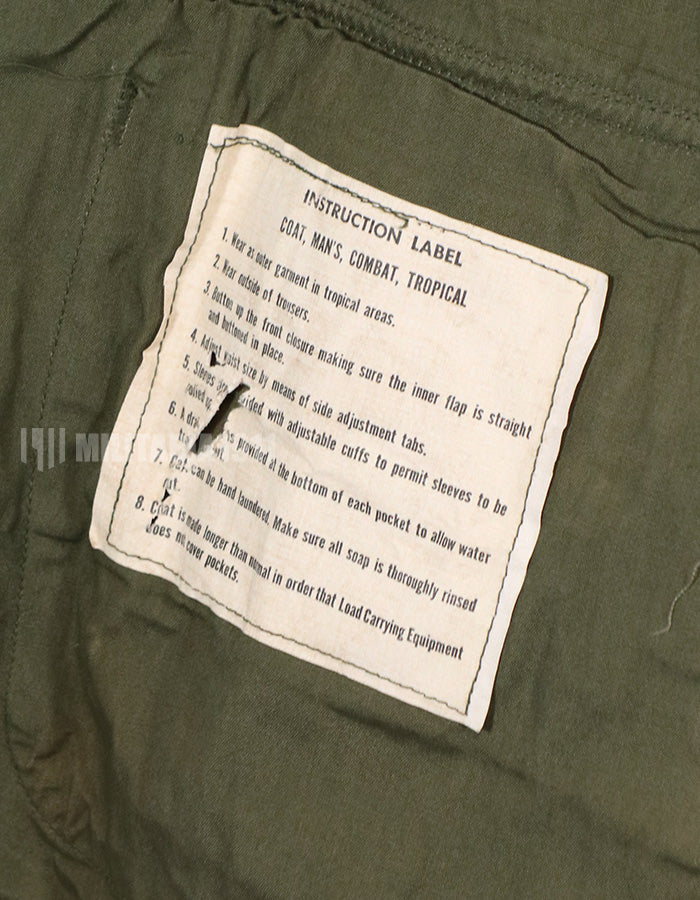 INSTRUCTION LABEL
COAT, MAN'S, COMBAT, TROPICAL
1. Wear as outer garment in tropical areas.
2. Wear outside of trousers.
3. Button up the front closure making sure the inner flap is straight
and buttoned in place.
4. Adjust waist size by means of side adjustment tabs.
5. Sleeves with adjustable cuffs to permit sleeves to be
rolled up.
6. A provided at the bottom of each pocket to allow water
7. Coat can be hand laundered. Make sure all soap is thoroughly rinsed
out.
8. Coat is made longer than normal in order that Load Carrying Equipment
does not cover pockets.